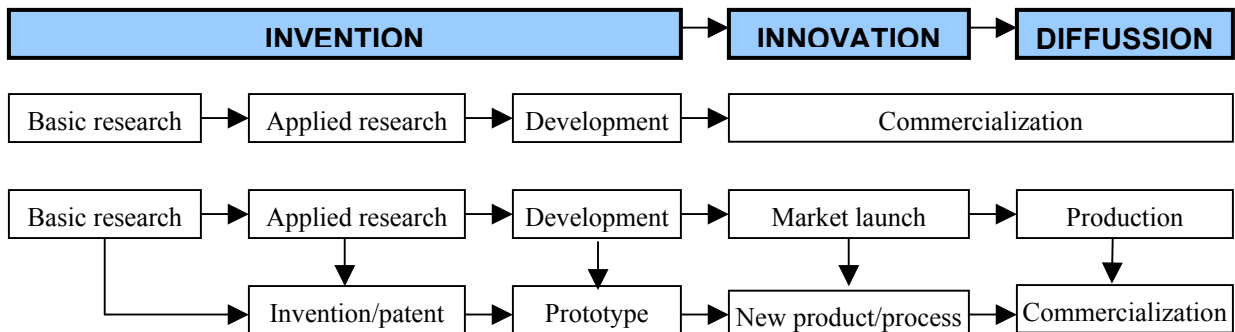 INVENTION INNOVATION DIFFUSSION
Basic research Applied research Development Commercialization
Basic research Applied research Development Market launch Production
Invention/patent Prototype New product/process Commercialization